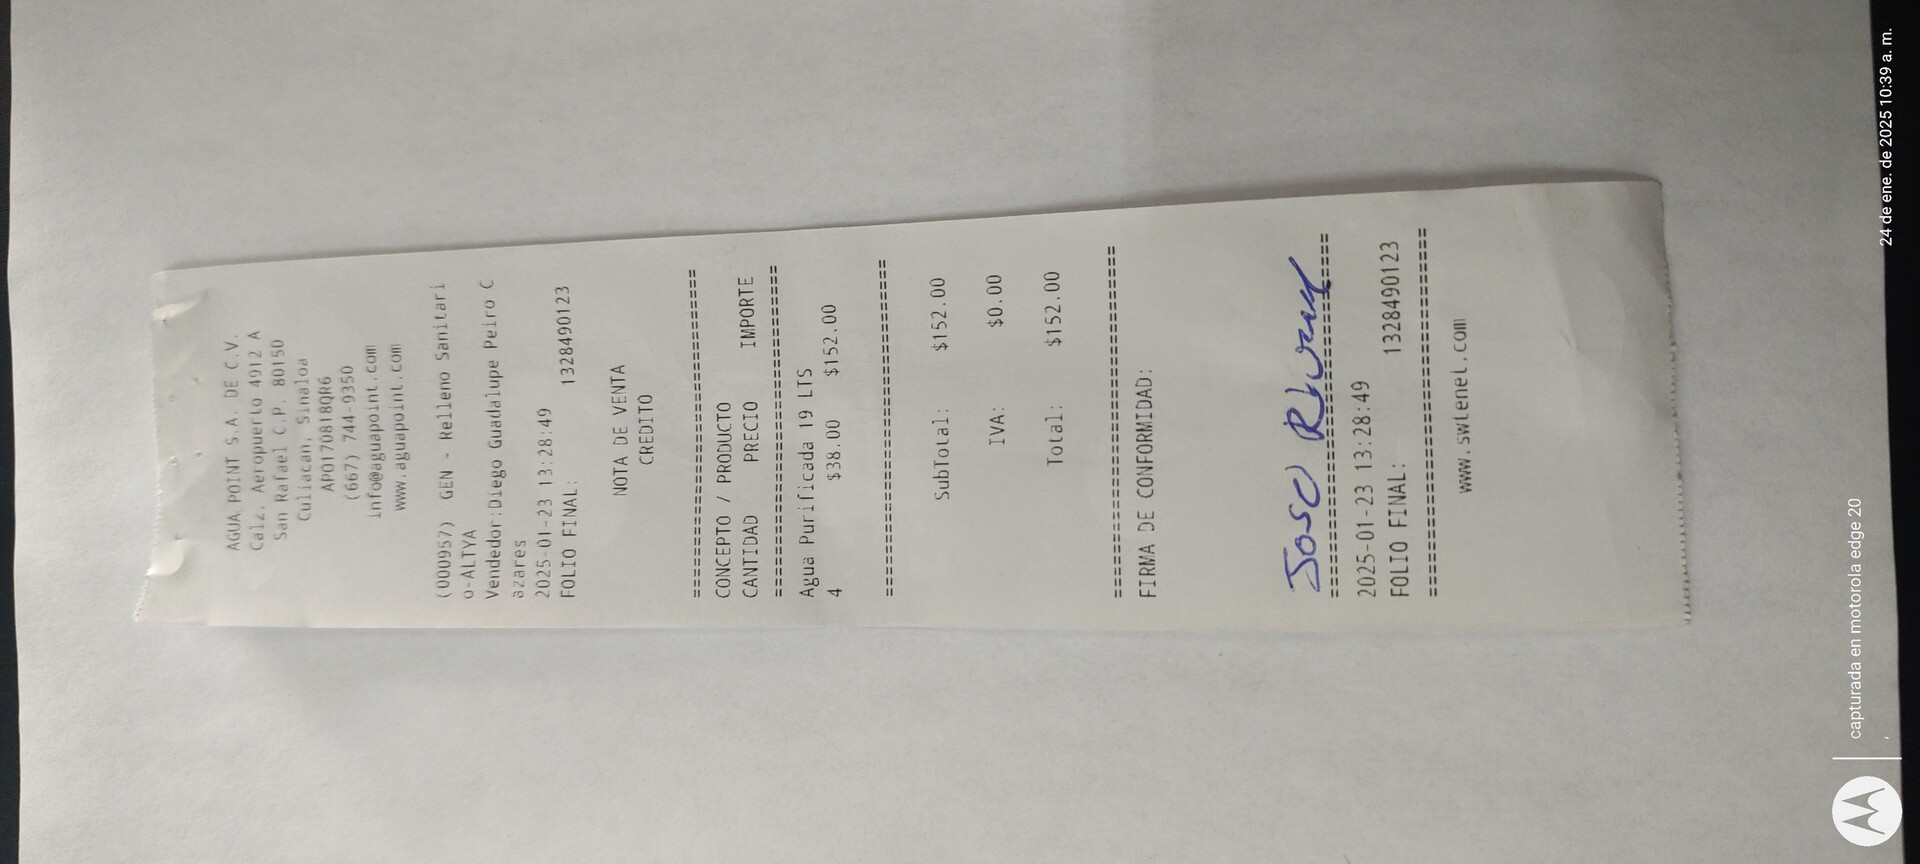 AGUA POINT S.A. DE C.V.
Calz. Aeropuerto 4912 A
San Rafael C.P. 80150
Culiacan, Sinaloa
APO170818QR6
(667) 744-9350
info@aguapoint.com
www.aguapoint.com
(000957) GEN - Relleno Sanitari
o-ALTYA
Vendedor:Diego Guadalupe Peiro C
azares
2025-01-23 13:28:49
FOLIO FINAL: 1328490123
NOTA DE VENTA
CREDITO
================================
CONCEPTO / PRODUCTO
CANTIDAD PRECIO IMPORTE
================================
Agua Purificada 19 LTS
4 $38.00 $152.00
================================
SubTotal: $152.00
IVA: $0.00
Total: $152.00
================================
FIRMA DE CONFORMIDAD:
Jose
================================
2025-01-23 13:28:49
FOLIO FINAL: 1328490123
================================
www.swtenel.com
capturada en motorola edge 20
24 de ene. de 2025 10:39 a. m.